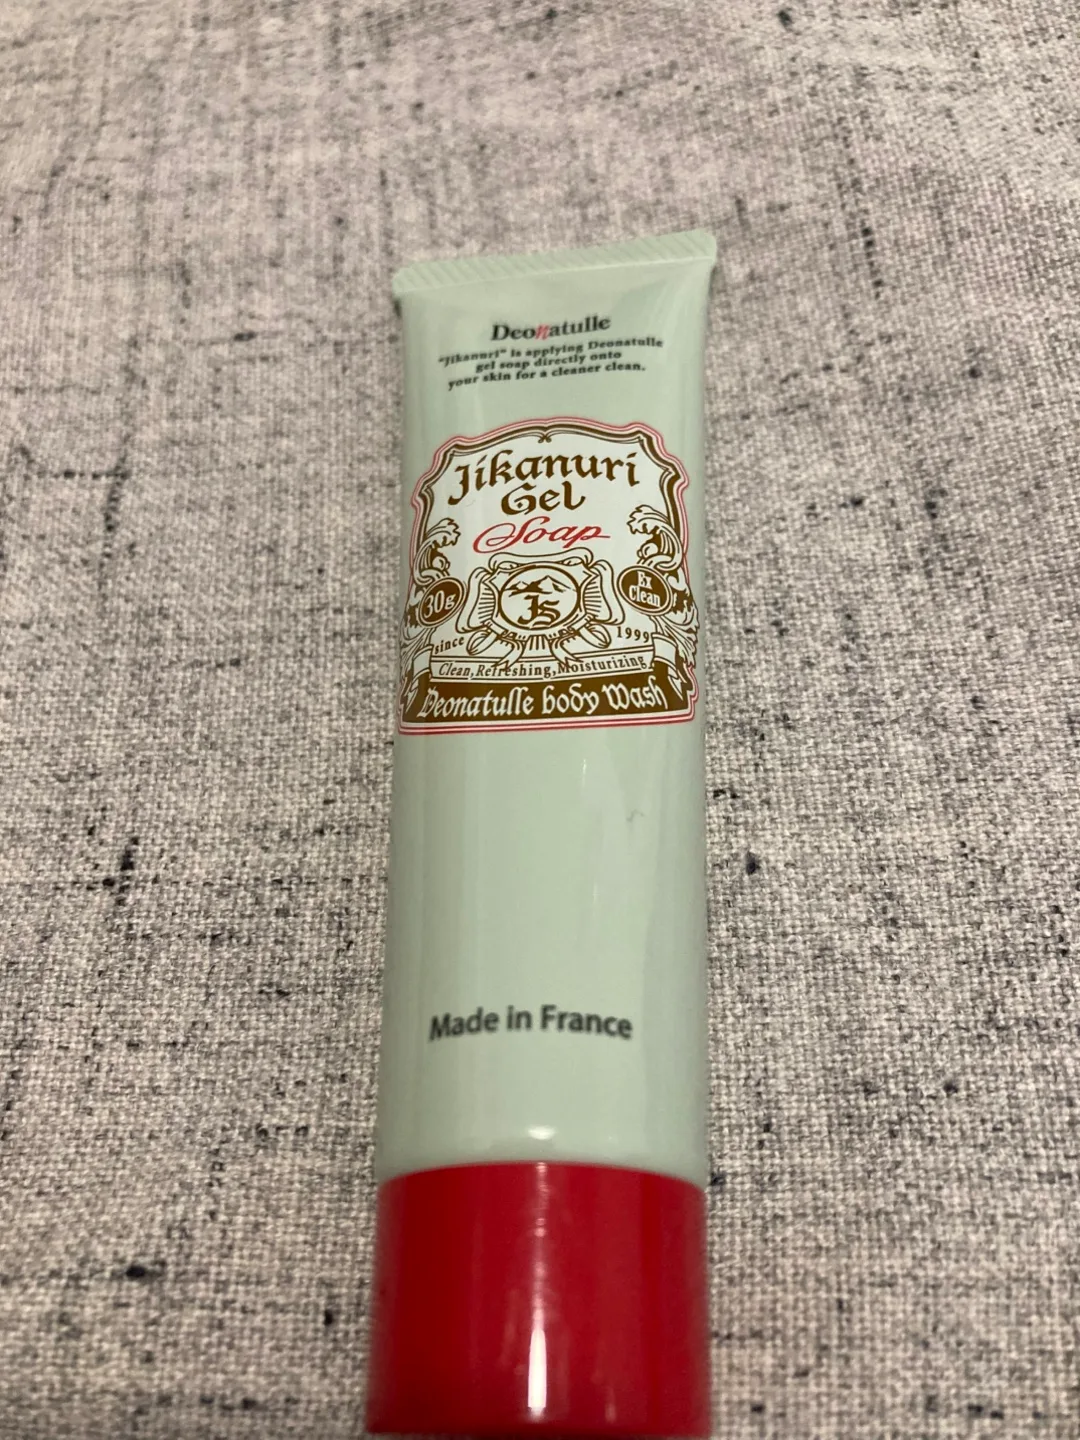 Deonatulle
"Jikanuri" is applying Deonatulle
gel soap directly onto
your skin for a cleaner clean.
Jikanuri
Gel
Soap
30g
JS
Ex
Clean
since 1999
Clean,Refreshing,Moisturizing
Deonatulle body Wash
Made in France